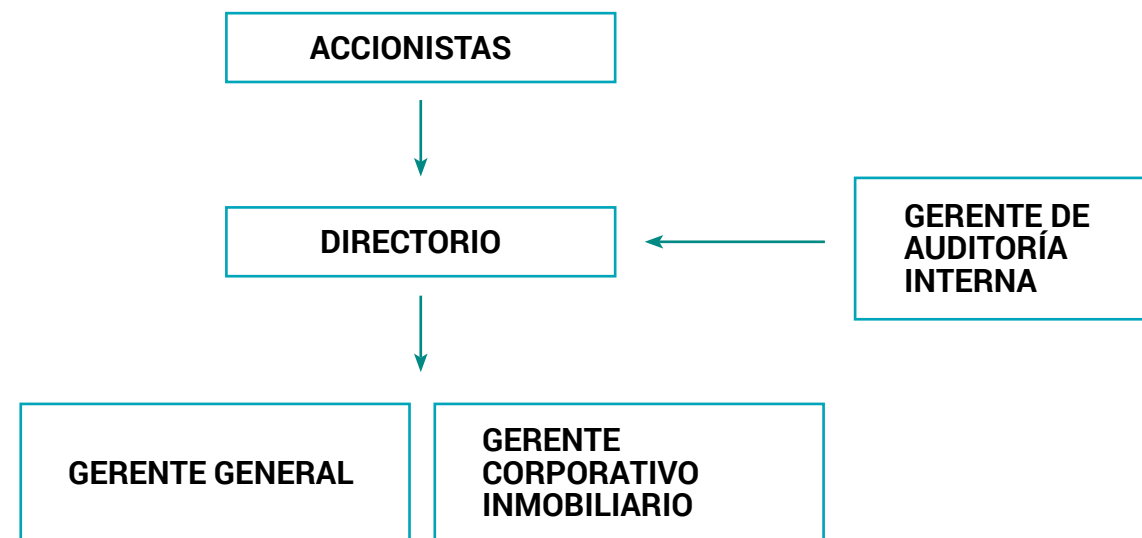 ACCIONISTAS
DIRECTORIO
GERENTE DE
AUDITORÍA
INTERNA
GERENTE GENERAL
GERENTE
CORPORATIVO
INMOBILIARIO